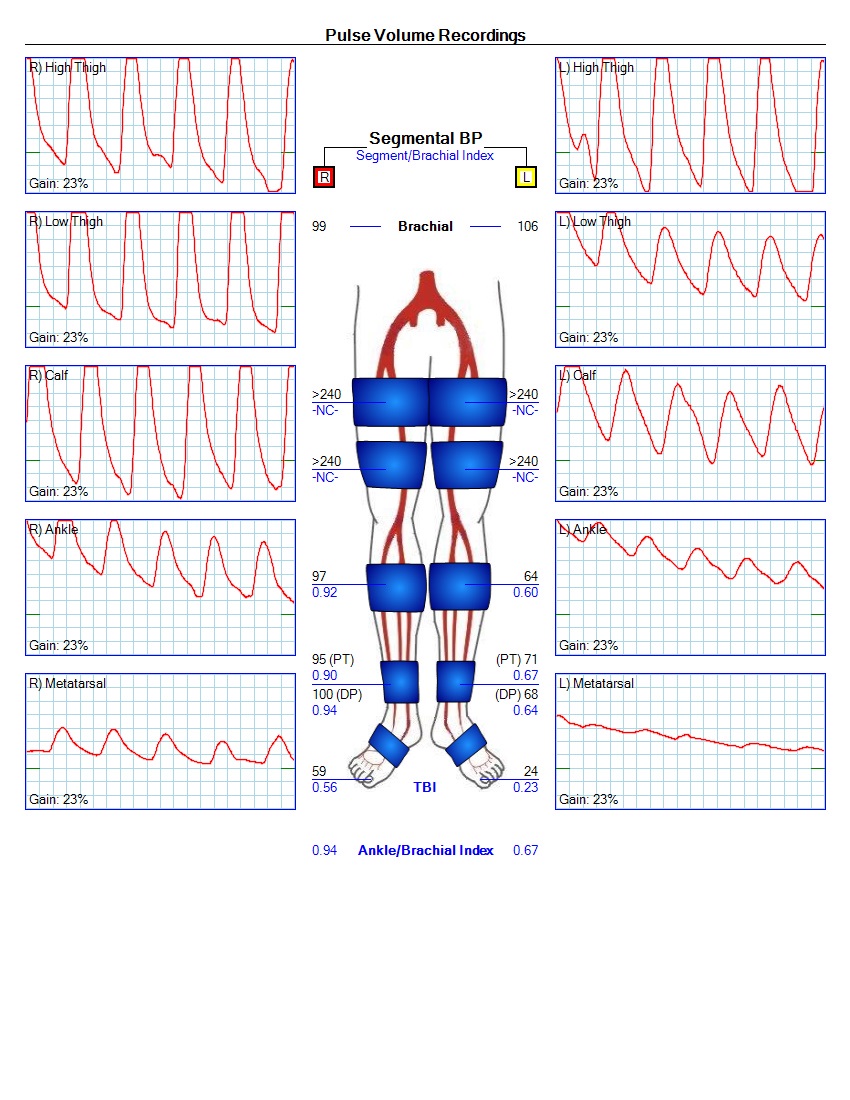 Pulse Volume Recordings
R) High Thigh
Gain: 23%
R) Low Thigh
Gain: 23%
R) Calf
Gain: 23%
R) Ankle
Gain: 23%
R) Metatarsal
Gain: 23%
Segmental BP
Segment/Brachial Index
R L
99 Brachial 106
>240 >240
-NC- -NC-
>240 >240
-NC- -NC-
97 64
0.92 0.60
95 (PT) (PT) 71
0.90 0.67
100 (DP) (DP) 68
0.94 0.64
59 24
0.56 TBI 0.23
0.94 Ankle/Brachial Index 0.67
L) High Thigh
Gain: 23%
L) Low Thigh
Gain: 23%
L) Calf
Gain: 23%
L) Ankle
Gain: 23%
L) Metatarsal
Gain: 23%